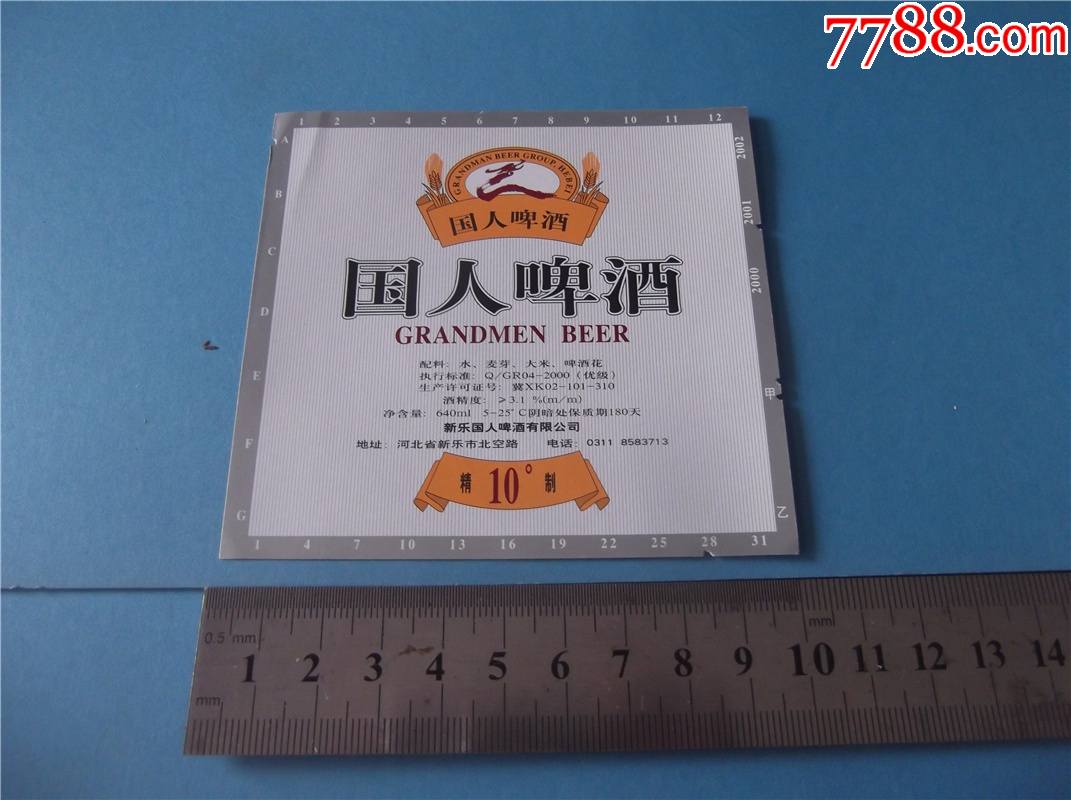 7788.com
1 2 3 4 5 6 7 8 9 10 11 12
A
B
C
D
E
F
G
2002
2001
2000
甲
乙
GRANDMAN BEER GROUP, HEBEI
国人啤酒
国人啤酒
GRANDMEN BEER
配料: 水、麦芽、大米、啤酒花
执行标准: Q/GR04-2000 (优级)
生产许可证号: 冀XK02-101-310
酒精度: ≥3.1 %(m/m)
净含量: 640ml 5-25°C阴暗处保质期180天
新乐国人啤酒有限公司
地址: 河北省新乐市北空路 电话: 0311 8583713
精 10° 制
1 4 7 10 13 16 19 22 25 28 31
0.5 mm
mm
1 2 3 4 5 6 7 8 9 10 11 12 13 14
mm